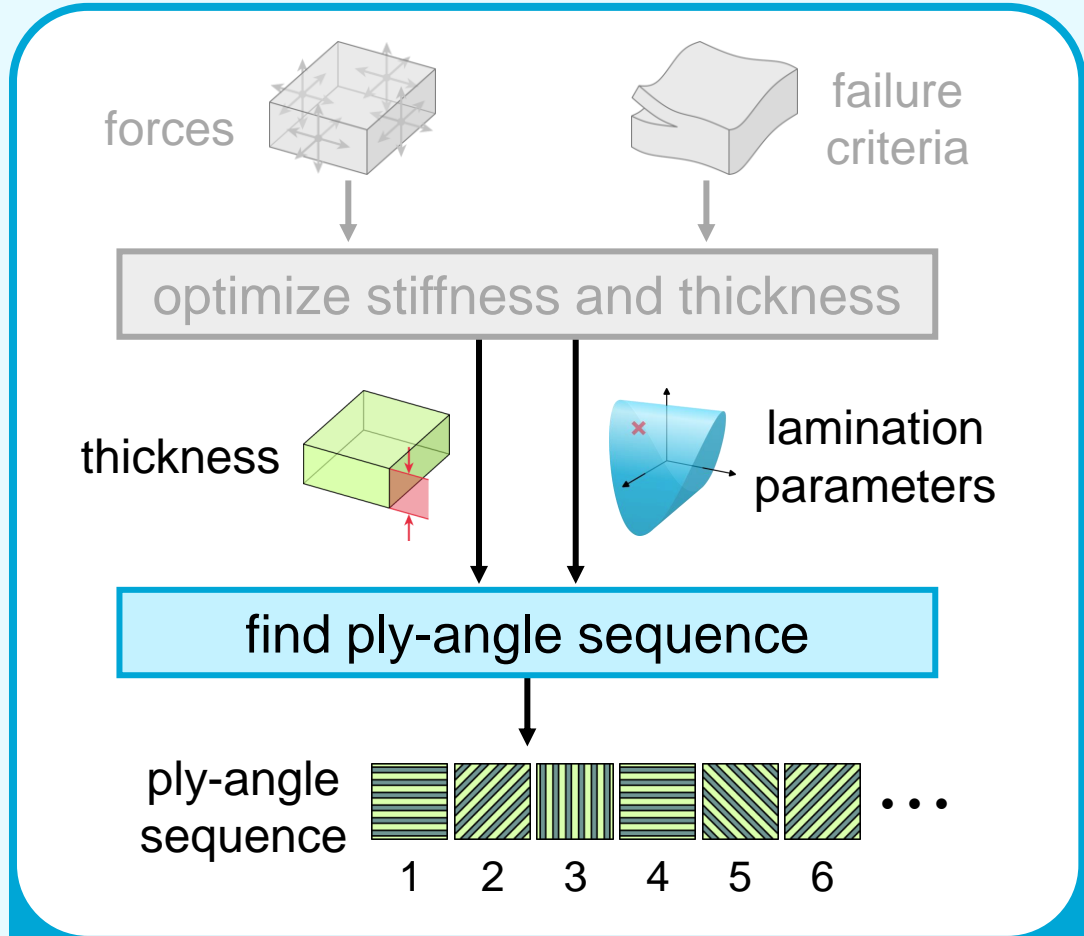 forces
failure
criteria
optimize stiffness and thickness
thickness
lamination
parameters
find ply-angle sequence
ply-angle
sequence
1 2 3 4 5 6